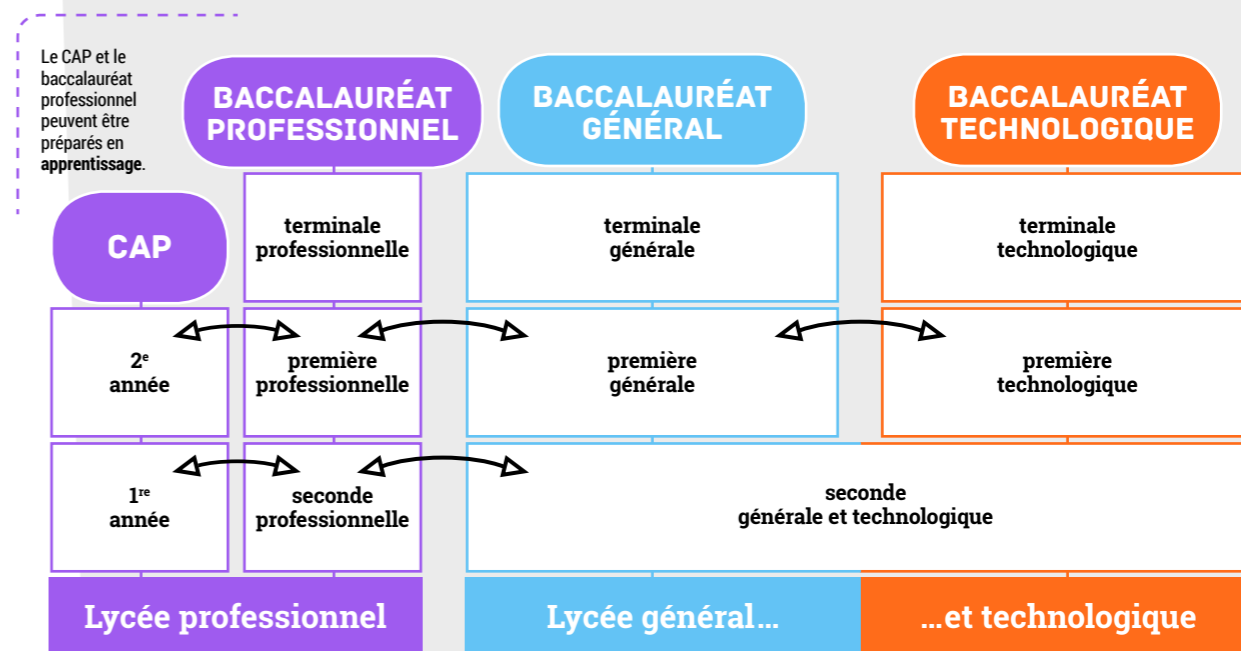 Le CAP et le
baccalauréat
professionnel
peuvent être
préparés en
apprentissage.
BACCALAURÉAT
PROFESSIONNEL
BACCALAURÉAT
GÉNÉRAL
BACCALAURÉAT
TECHNOLOGIQUE
CAP
terminale
professionnelle
terminale
générale
terminale
technologique
2e
année
première
professionnelle
première
générale
première
technologique
1re
année
seconde
professionnelle
seconde
générale et technologique
Lycée professionnel
Lycée général...
...et technologique